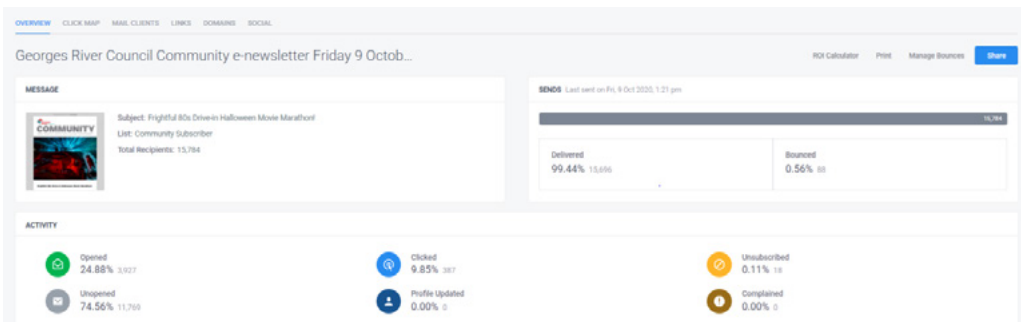 OVERVIEW CLICK MAP MAIL CLIENTS LINKS DOMAINS SOCIAL
Georges River Council Community e-newsletter Friday 9 Octob...
ROI Calculator Print Manage Bounces Share
MESSAGE
COMMUNITY
Subject: Frightful 80s Drive-in Halloween Movie Marathon!
List: Community Subscriber
Total Recipients: 15,784
SENDS Last sent on Fri, 9 Oct 2020, 1:21 pm
15,784
Delivered
99.44% 15,696
Bounced
0.56% 88
ACTIVITY
Opened
24.88% 3,927
Clicked
9.85% 387
Unsubscribed
0.11% 18
Unopened
74.56% 11,769
Profile Updated
0.00% 0
Complained
0.00% 0